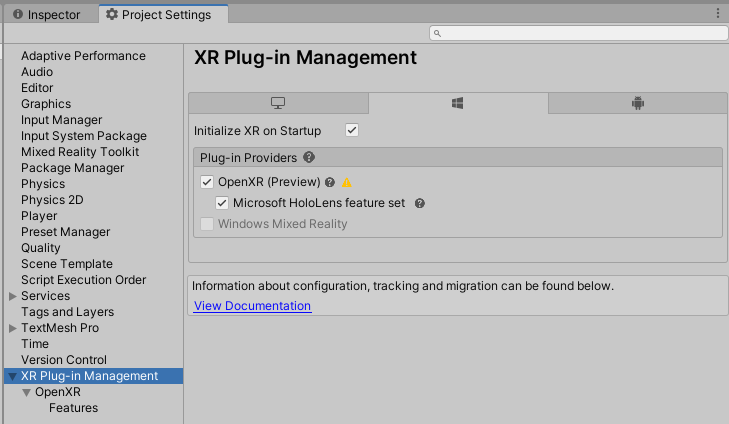 Inspector
Project Settings
XR Plug-in Management
Adaptive Performance
Audio
Editor
Graphics
Input Manager
Input System Package
Mixed Reality Toolkit
Package Manager
Physics
Physics 2D
Player
Preset Manager
Quality
Scene Template
Script Execution Order
Services
Tags and Layers
TextMesh Pro
Time
Version Control
XR Plug-in Management
OpenXR
Features
Initialize XR on Startup
Plug-in Providers
OpenXR (Preview)
Microsoft HoloLens feature set
Windows Mixed Reality
Information about configuration, tracking and migration can be found below.
View Documentation